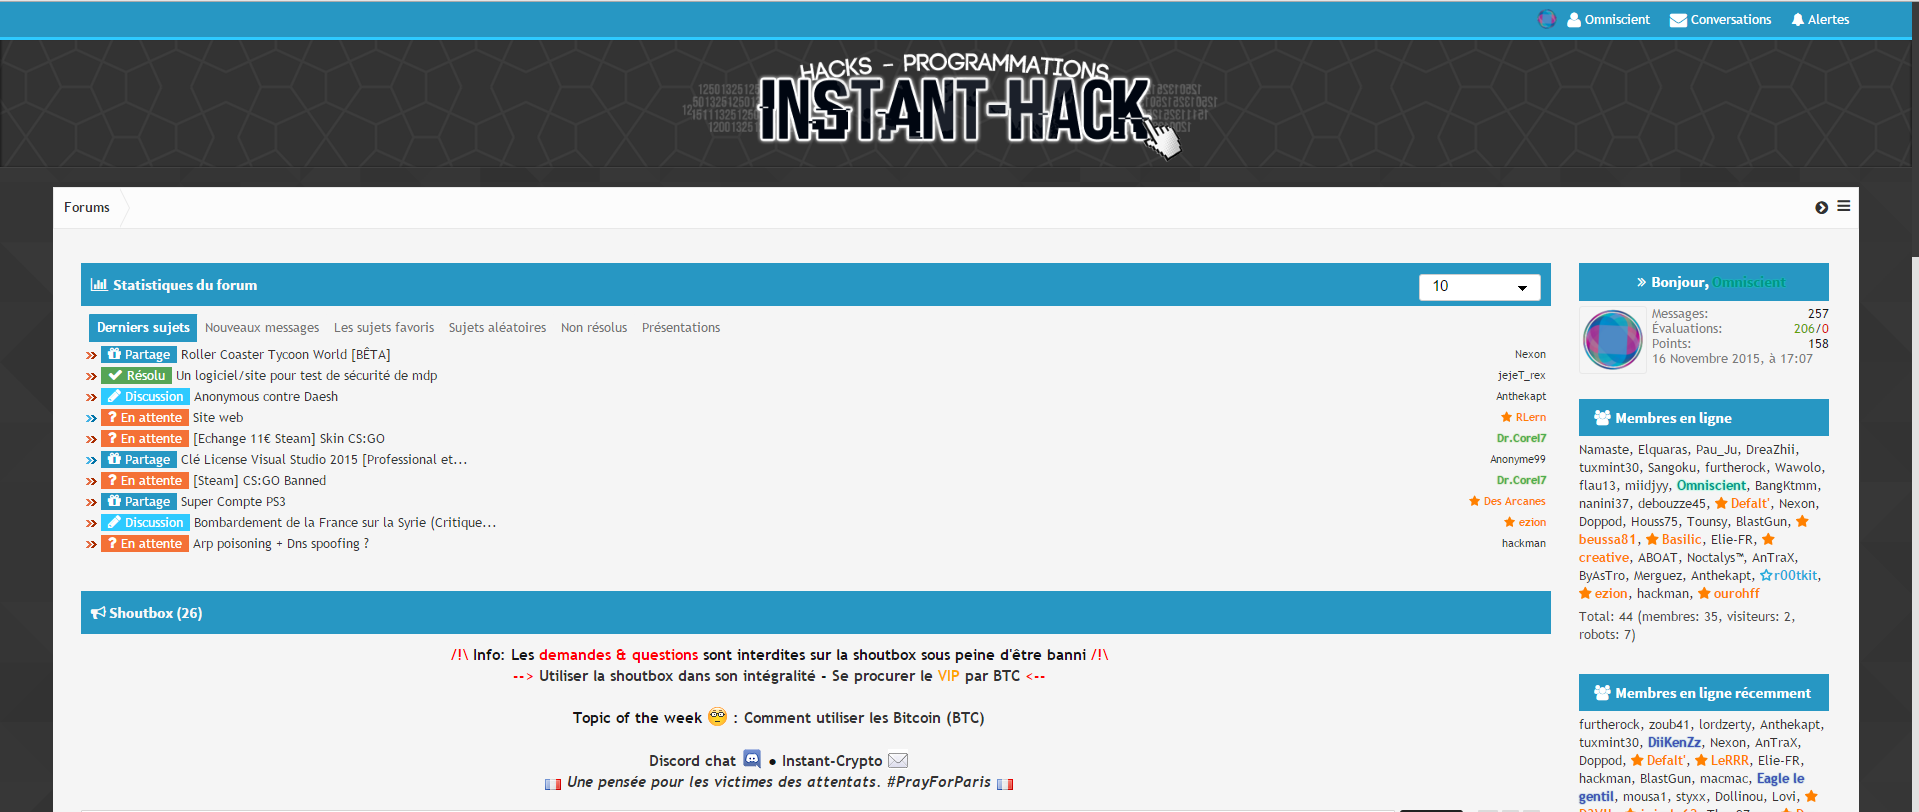 Omniscient Conversations Alertes
HACKS - PROGRAMMATIONS
INSTANT-HACK
Forums
Statistiques du forum 10
Derniers sujets Nouveaux messages Les sujets favoris Sujets aléatoires Non résolus Présentations
Partage Roller Coaster Tycoon World [BÊTA] Nexon
Résolu Un logiciel/site pour test de sécurité de mdp jejeT_rex
Discussion Anonymous contre Daesh Anthekapt
? En attente Site web RLern
? En attente [Echange 11€ Steam] Skin CS:GO Dr.Corel7
Partage Clé License Visual Studio 2015 [Professional et... Anonyme99
? En attente [Steam] CS:GO Banned Dr.Corel7
Partage Super Compte PS3 Des Arcanes
Discussion Bombardement de la France sur la Syrie (Critique... ezion
? En attente Arp poisoning + Dns spoofing ? hackman
Shoutbox (26)
/!\ Info: Les demandes & questions sont interdites sur la shoutbox sous peine d'être banni /!\
--> Utiliser la shoutbox dans son intégralité - Se procurer le VIP par BTC <--
Topic of the week : Comment utiliser les Bitcoin (BTC)
Discord chat ● Instant-Crypto
Une pensée pour les victimes des attentats. #PrayForParis
» Bonjour, Omniscient
Messages: 257
Évaluations: 206/0
Points: 158
16 Novembre 2015, à 17:07
Membres en ligne
Namaste, Elquaras, Pau_Ju, DreaZhii,
tuxmint30, Sangoku, furtherock, Wawolo,
flau13, miidjyy, Omniscient, BangKtmm,
nanini37, debouzze45, Defalt', Nexon,
Doppod, Houss75, Tounsy, BlastGun,
beussa81, Basilic, Elie-FR,
creative, ABOAT, Noctalys™, AnTraX,
ByAsTro, Merguez, Anthekapt, r00tkit,
ezion, hackman, ourohff
Total: 44 (membres: 35, visiteurs: 2,
robots: 7)
Membres en ligne récemment
furtherock, zoub41, lordzerty, Anthekapt,
tuxmint30, DiiKenZz, Nexon, AnTraX,
Doppod, Defalt', LeRRR, Elie-FR,
hackman, BlastGun, macmac, Eagle le
gentil, mousa1, styxx, Dollinou, Lovi,